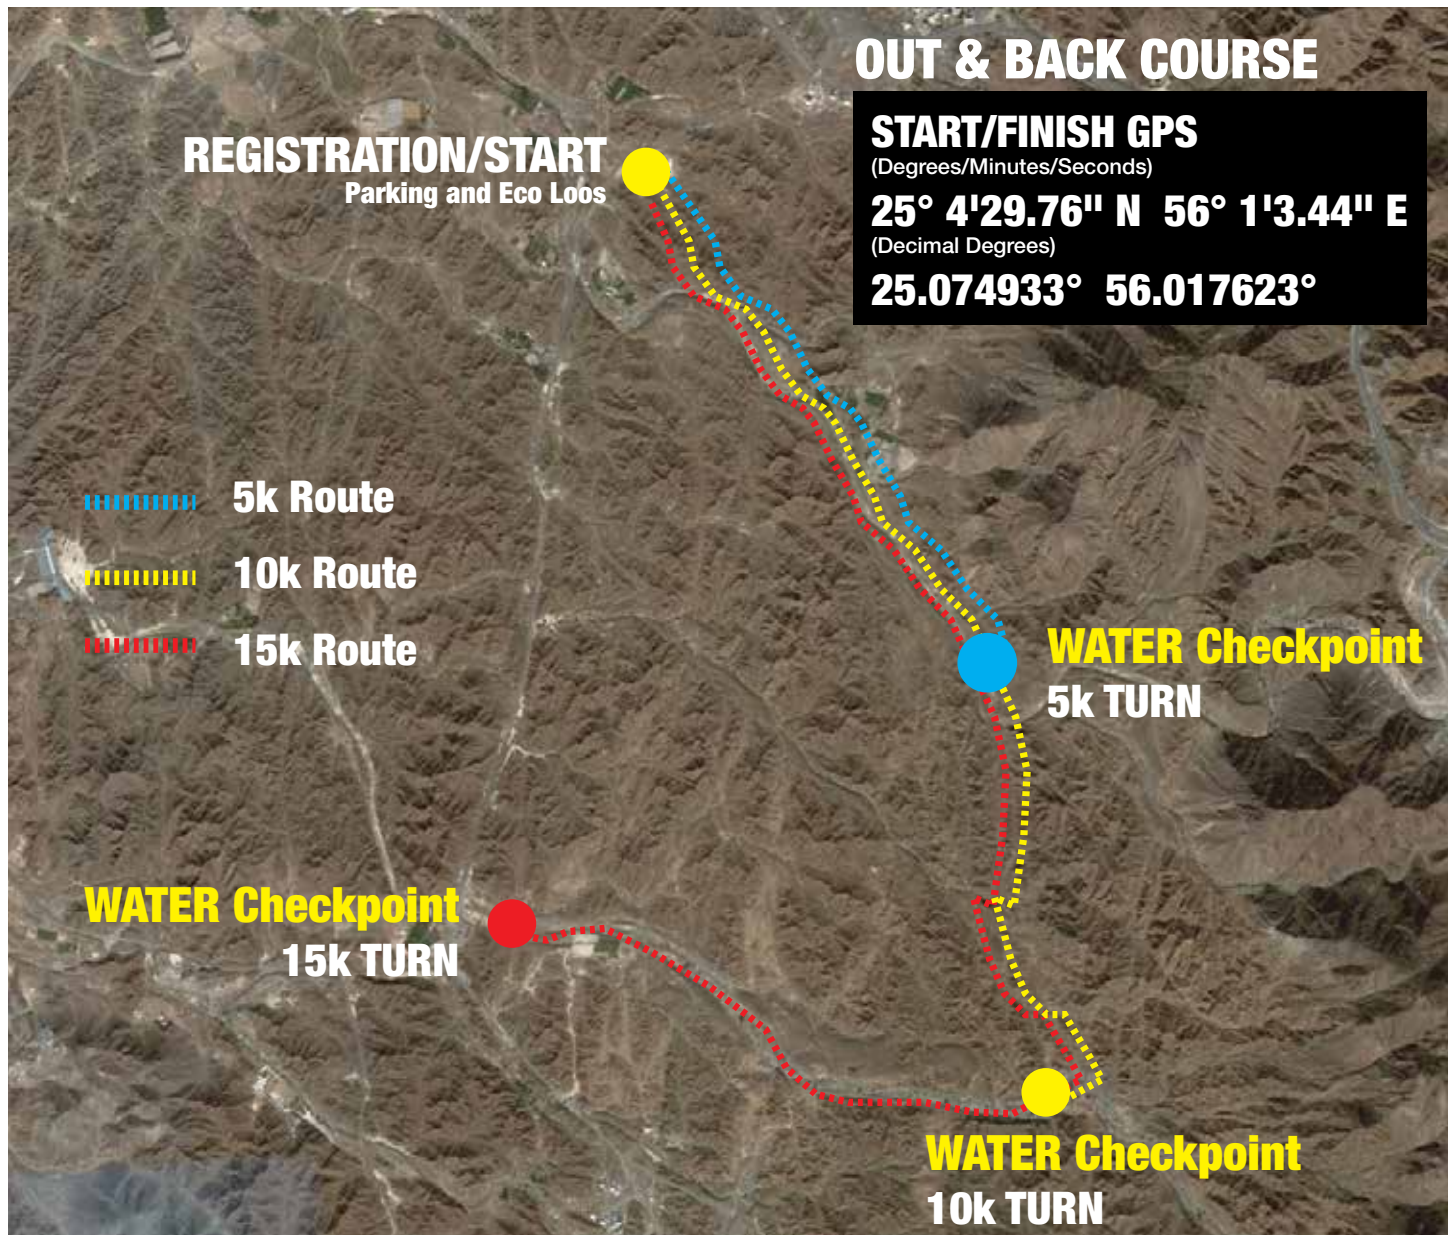 OUT & BACK COURSE
START/FINISH GPS
(Degrees/Minutes/Seconds)
25° 4'29.76" N  56° 1'3.44" E
(Decimal Degrees)
25.074933°  56.017623°
REGISTRATION/START
Parking and Eco Loos
5k Route
10k Route
15k Route
WATER Checkpoint
5k TURN
WATER Checkpoint
15k TURN
WATER Checkpoint
10k TURN